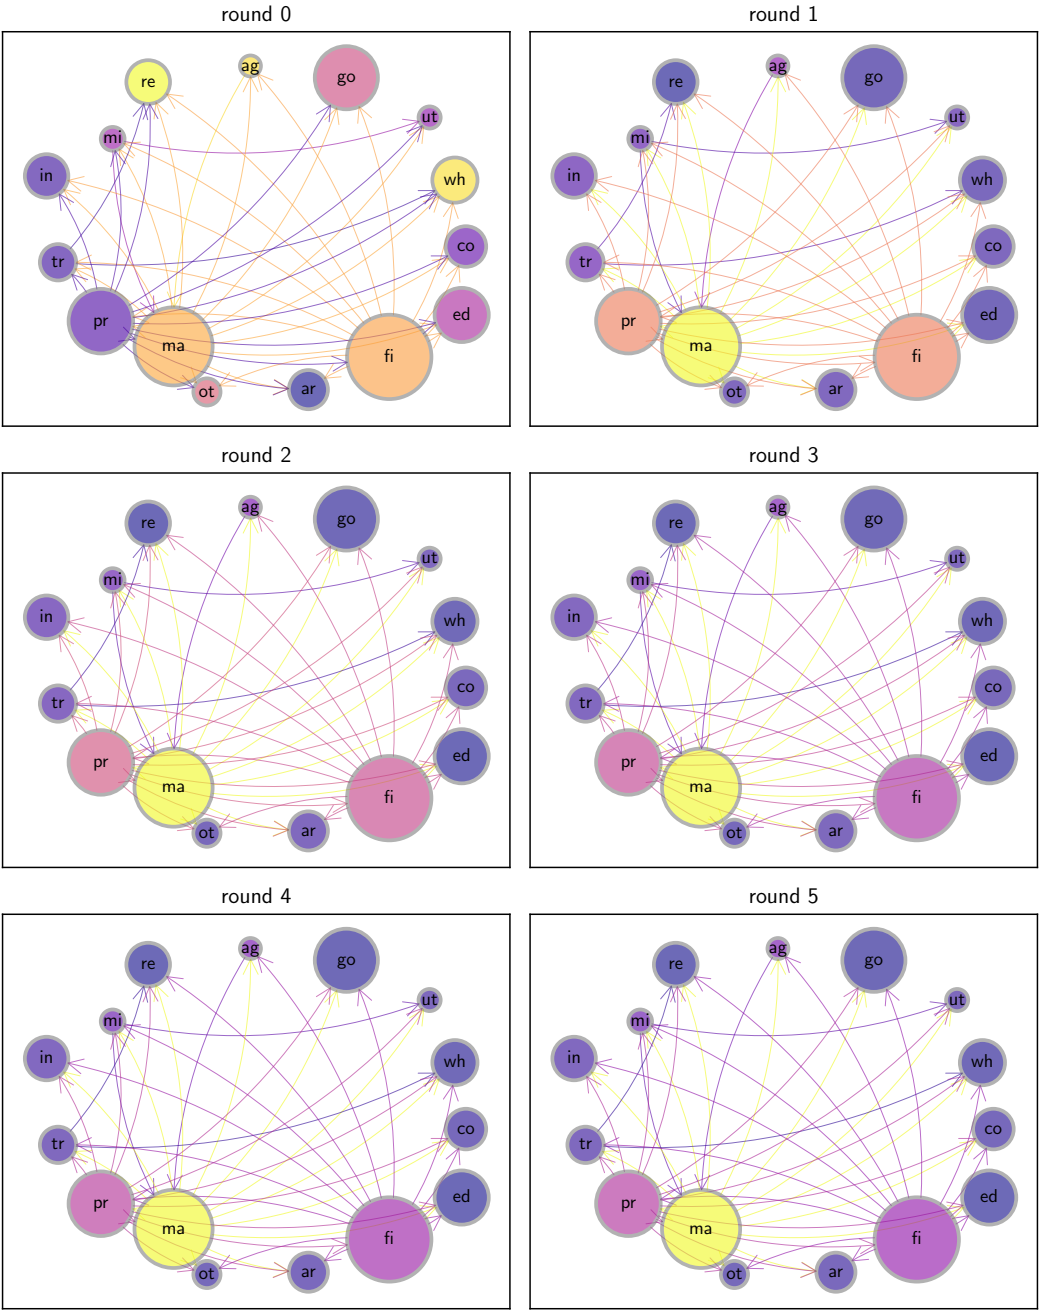 round 0
re
ag
go
mi
ut
in
wh
tr
co
pr
ma
ed
fi
ot
ar
round 1
re
ag
go
mi
ut
in
wh
tr
co
pr
ma
ed
fi
ot
ar
round 2
re
ag
go
mi
ut
in
wh
tr
co
pr
ma
ed
fi
ot
ar
round 3
re
ag
go
mi
ut
in
wh
tr
co
pr
ma
ed
fi
ot
ar
round 4
re
ag
go
mi
ut
in
wh
tr
co
pr
ma
ed
fi
ot
ar
round 5
re
ag
go
mi
ut
in
wh
tr
co
pr
ma
ed
fi
ot
ar